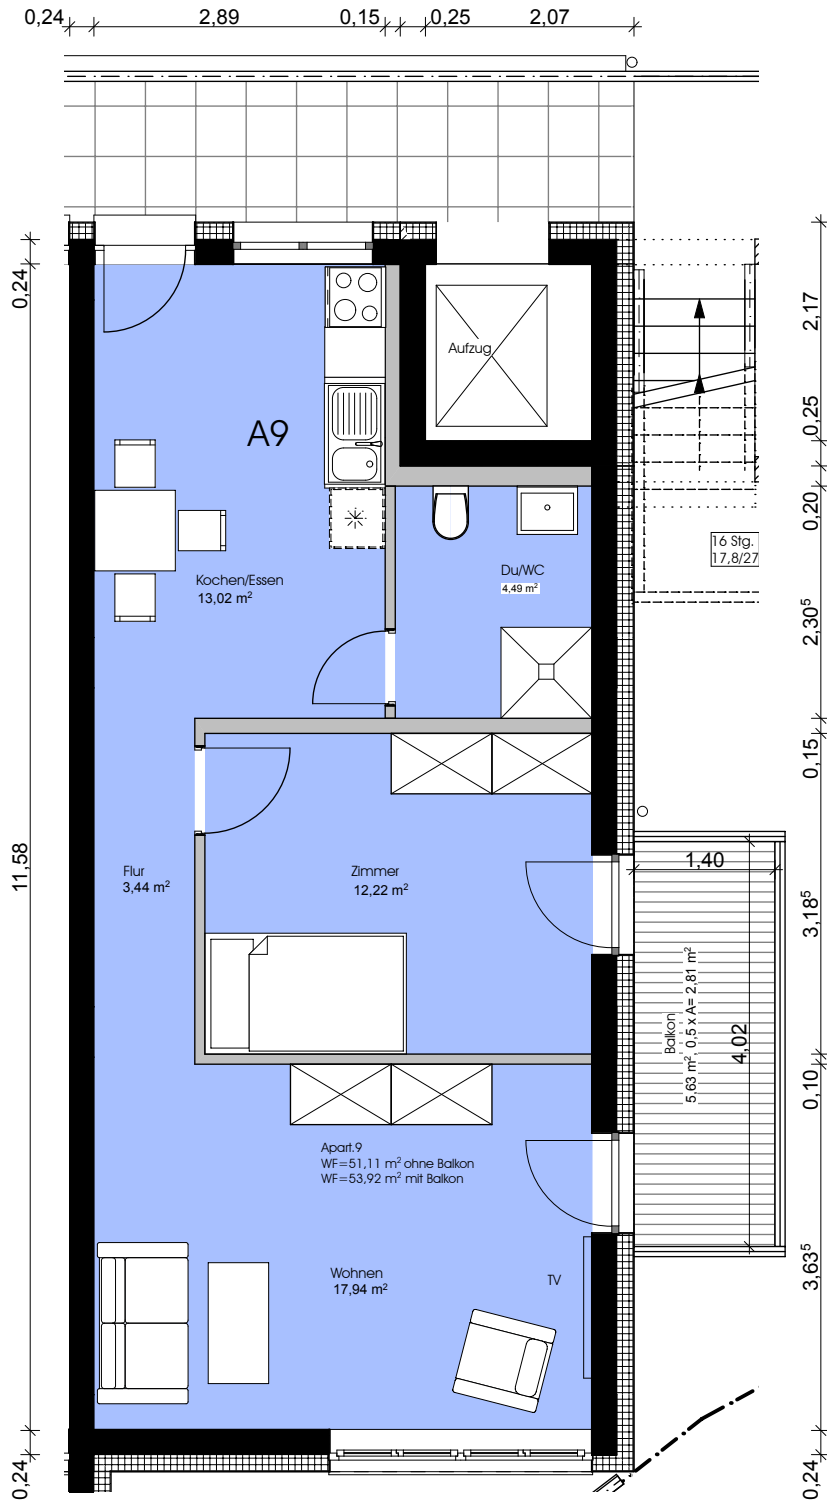 0,24 2,89 0,15 0,25 2,07
0,24
2,17
Aufzug
0,25
A9
0,20
16 Stg.
17,8/27
Du/WC
4,49 m²
Kochen/Essen
13,02 m²
2,30⁵
0,15
11,58
Flur
3,44 m²
Zimmer
12,22 m²
1,40
3,18⁵
Balkon
5,63 m², 0,5 x A= 2,81 m²
4,02
0,10
Apart.9
WF=51,11 m² ohne Balkon
WF=53,92 m² mit Balkon
Wohnen
17,94 m²
TV
3,63⁵
0,24
0,24